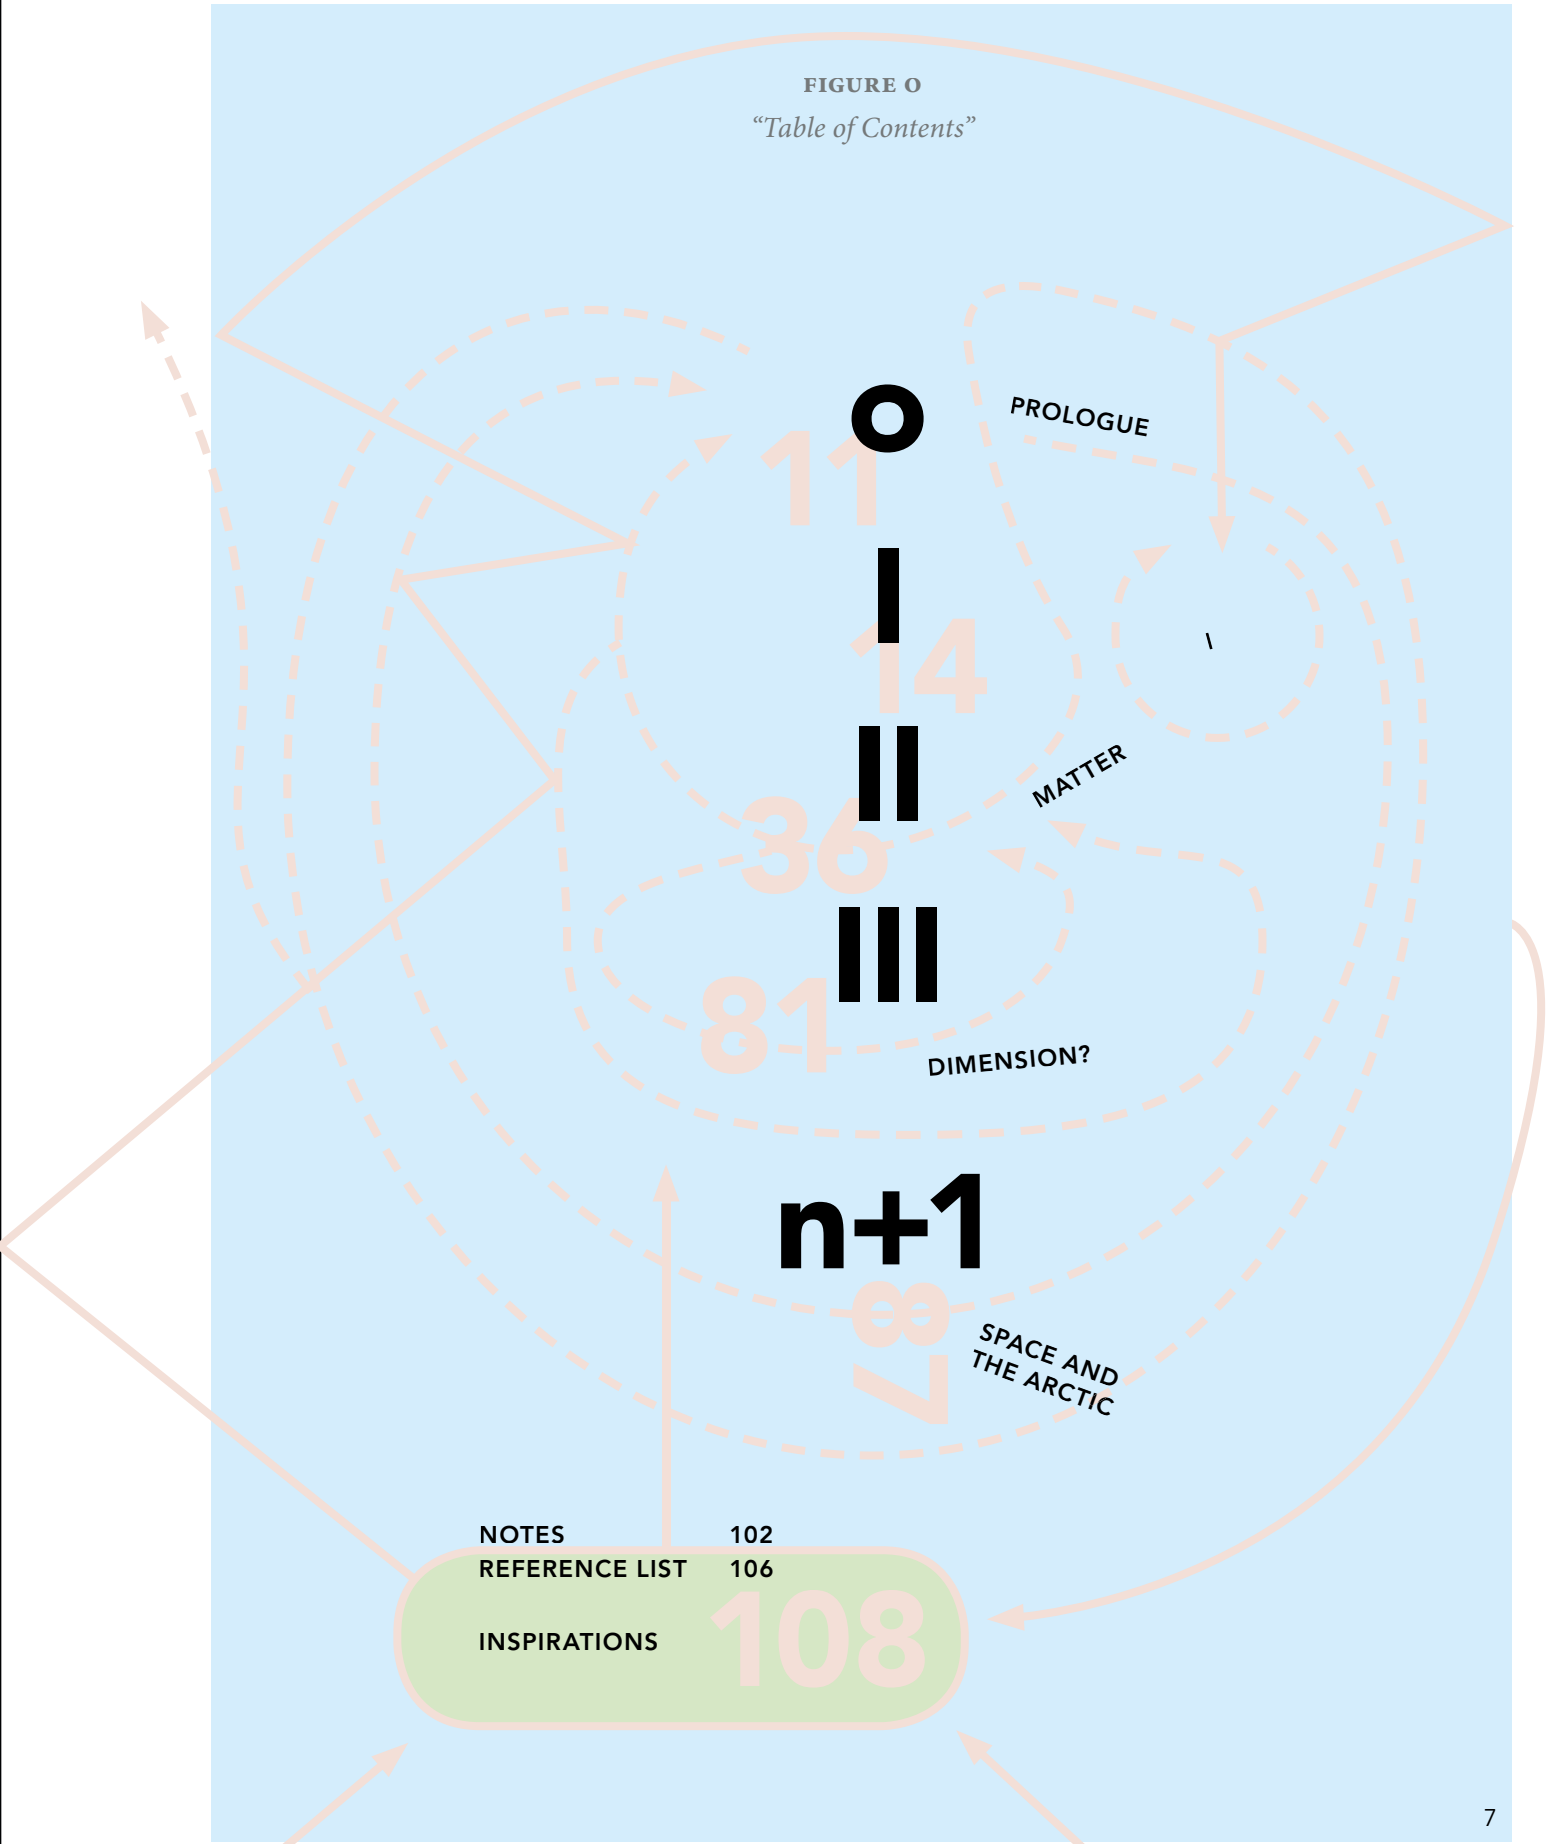 FIGURE O
“Table of Contents”
O
PROLOGUE
11
I
I
14
II
MATTER
36
III
81
DIMENSION?
n+1
87
SPACE AND
THE ARCTIC
NOTES 102
REFERENCE LIST 106
INSPIRATIONS 108
7